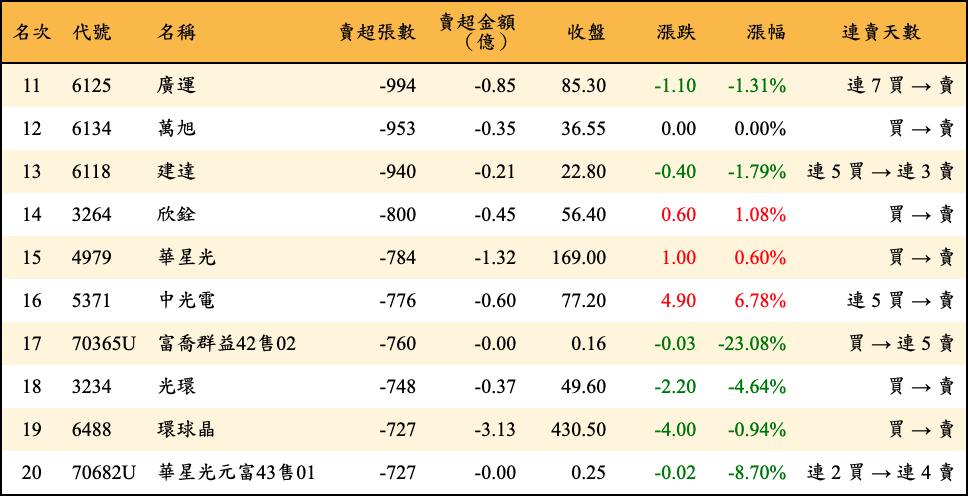 名次 代號 名稱 賣超張數 賣超金額（億） 收盤 漲跌 漲幅 連賣天數
11 6125 廣運 -994 -0.85 85.30 -1.10 -1.31% 連 7 買 → 賣
12 6134 萬旭 -953 -0.35 36.55 0.00 0.00% 買 → 賣
13 6118 建達 -940 -0.21 22.80 -0.40 -1.79% 連 5 買 → 連 3 賣
14 3264 欣銓 -800 -0.45 56.40 0.60 1.08% 買 → 賣
15 4979 華星光 -784 -1.32 169.00 1.00 0.60% 買 → 賣
16 5371 中光電 -776 -0.60 77.20 4.90 6.78% 連 5 買 → 賣
17 70365U 富喬群益42售02 -760 -0.00 0.16 -0.03 -23.08% 買 → 連 5 賣
18 3234 光環 -748 -0.37 49.60 -2.20 -4.64% 買 → 賣
19 6488 環球晶 -727 -3.13 430.50 -4.00 -0.94% 買 → 賣
20 70682U 華星光元富43售01 -727 -0.00 0.25 -0.02 -8.70% 連 2 買 → 連 4 賣